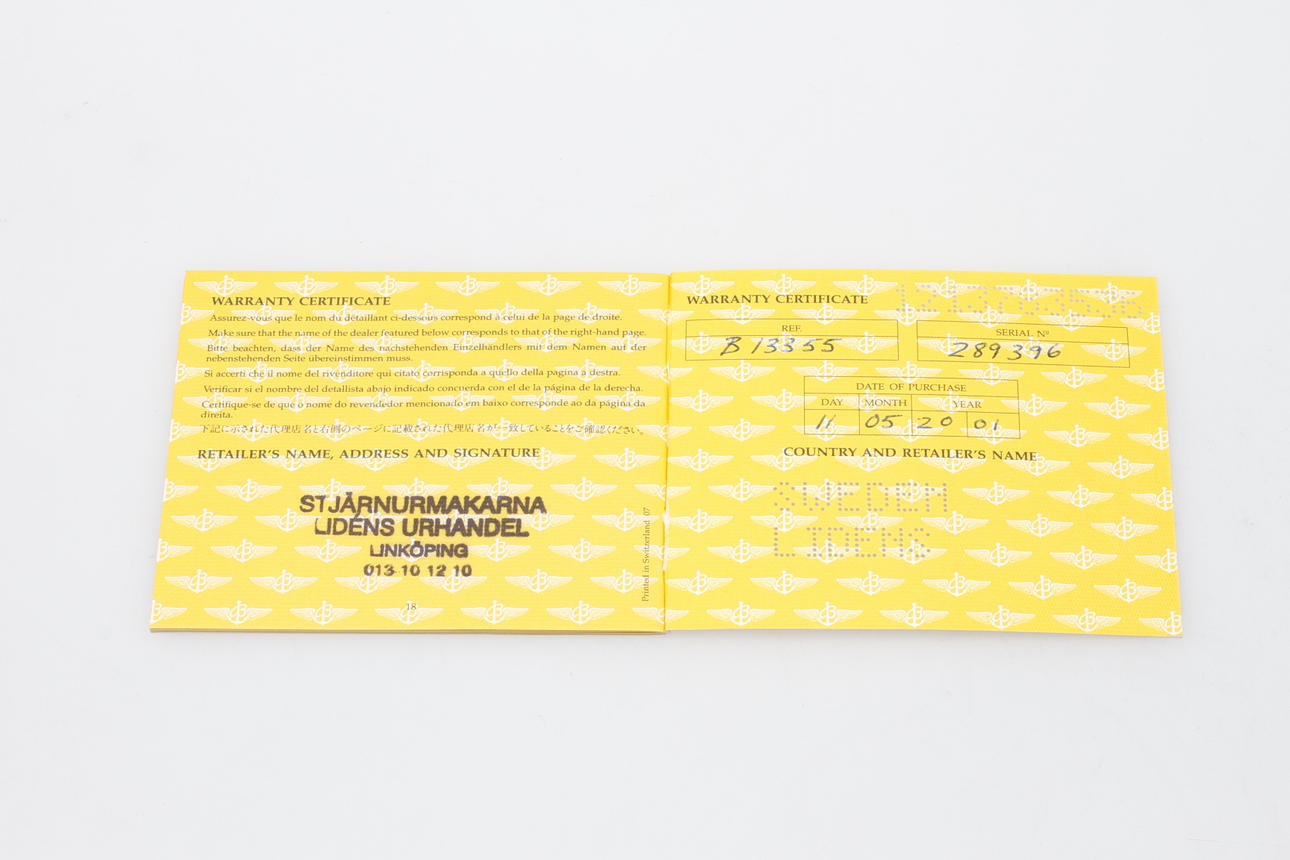 WARRANTY CERTIFICATE
Assurez-vous que le nom du détaillant ci-dessous correspond à celui de la page de droite.
Make sure that the name of the dealer featured below corresponds to that of the right-hand page.
Bitte beachten, dass der Name des nachstehenden Einzelhändlers mit dem Namen auf der
nebenstehenden Seite übereinstimmen muss.
Si accerti che il nome del rivenditore qui citato corrisponda a quello della pagina a destra.
Verificar si el nombre del detallista abajo indicado concuerda con el de la página de la derecha.
Certifique-se de que o nome do revendedor mencionado em baixo corresponde ao da página da
direita.
下記に示された代理店名と右側のページに記載された代理店名が一致していることをご確認ください。
RETAILER'S NAME, ADDRESS AND SIGNATURE
STJÄRNURMAKARNA
LIDÉNS URHANDEL
LINKÖPING
013-10 12 10
18
Printed in Switzerland 07
WARRANTY CERTIFICATE
REF.
B 13355
SERIAL Nº
289396
DATE OF PURCHASE
DAY MONTH YEAR
11 05 20 01
COUNTRY AND RETAILER'S NAME
SWEDEN
LIDENS